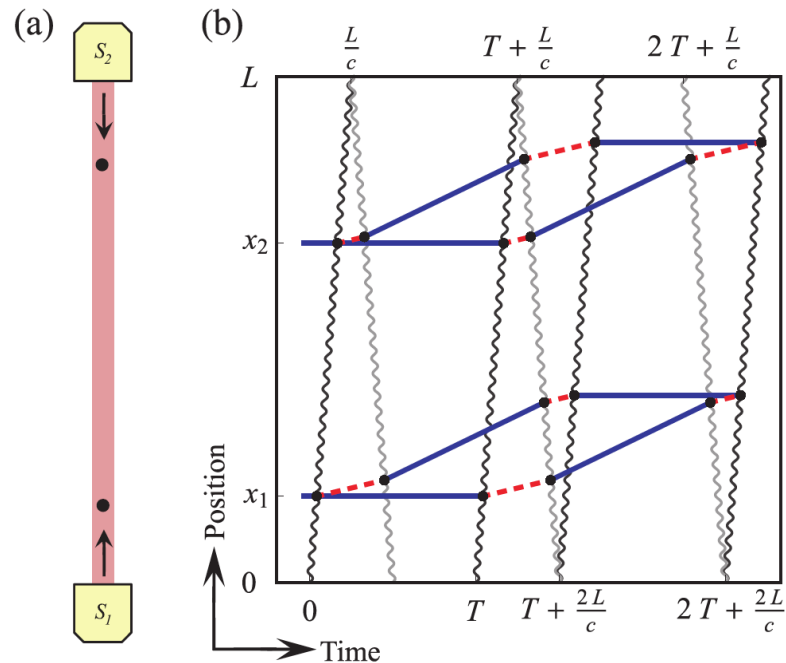 (a)
S₂
S₁
(b)
L/c
T + L/c
2 T + L/c
L
x₂
x₁
0
Position
Time
0
T
T + 2L/c
2 T + 2L/c